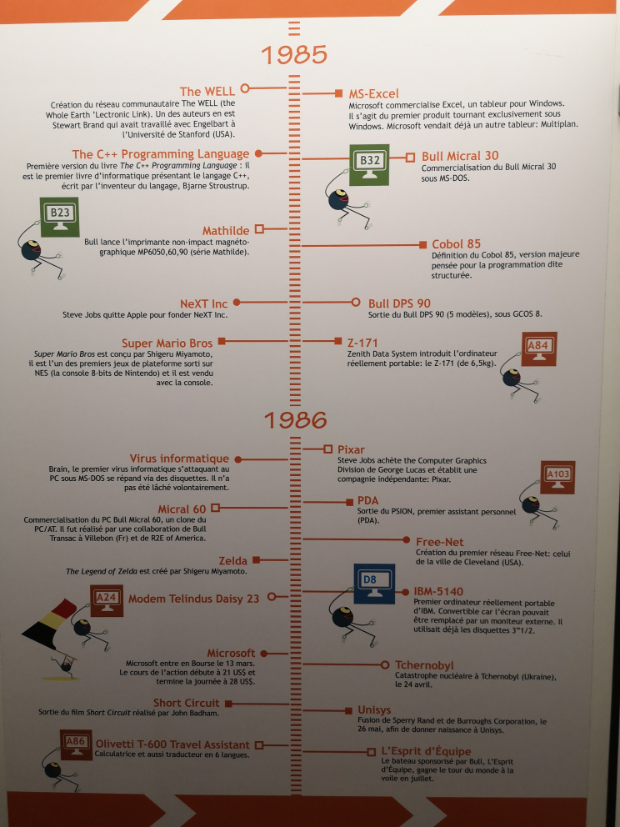 1985
The WELL
Création du réseau communautaire The WELL (the
Whole Earth 'Lectronic Link). Un des auteurs en est
Stewart Brand qui avait travaillé avec Engelbart à
l'Université de Stanford (USA).
MS-Excel
Microsoft commercialise Excel, un tableur pour Windows.
Il s'agit du premier produit tournant exclusivement sous
Windows. Microsoft vendait déjà un autre tableur: Multiplan.
The C++ Programming Language
Première version du livre The C++ Programming Language : il
est le premier livre d'informatique présentant le langage C++,
écrit par l'inventeur du langage, Bjarne Stroustrup.
B32
Bull Micral 30
Commercialisation du Bull Micral 30
sous MS-DOS.
B23
Mathilde
Bull lance l'imprimante non-impact magnéto-
graphique MP6050,60,90 (série Mathilde).
Cobol 85
Définition du Cobol 85, version majeure
pensée pour la programmation dite
structurée.
NeXT Inc
Steve Jobs quitte Apple pour fonder NeXT Inc.
Bull DPS 90
Sortie du Bull DPS 90 (5 modèles), sous GCOS 8.
Super Mario Bros
Super Mario Bros est conçu par Shigeru Miyamoto,
il est l'un des premiers jeux de plateforme sorti sur
NES (la console 8-bits de Nintendo) et il est vendu
avec la console.
Z-171
Zenith Data System introduit l'ordinateur
réellement portable: le Z-171 (de 6,5kg).
A84
1986
Virus informatique
Brain, le premier virus informatique s'attaquant au
PC sous MS-DOS se répand via des disquettes. Il n'a
pas été lâché volontairement.
Pixar
Steve Jobs achète the Computer Graphics
Division de George Lucas et établit une
compagnie indépendante: Pixar.
A103
Micral 60
Commercialisation du PC Bull Micral 60, un clone du
PC/AT. Il fut réalisé par une collaboration de Bull
Transac à Villebon (Fr) et de R2E of America.
PDA
Sortie du PSION, premier assistant personnel
(PDA).
Free-Net
Création du premier réseau Free-Net: celui
de la ville de Cleveland (USA).
Zelda
The Legend of Zelda est créé par Shigeru Miyamoto.
A24
Modem Telindus Daisy 23
D8
IBM-5140
Premier ordinateur réellement portable
d'IBM. Convertible car l'écran pouvait
être remplacé par un moniteur externe. Il
utilisait déjà les disquettes 3"1/2.
Microsoft
Microsoft entre en Bourse le 13 mars.
Le cours de l'action débute à 21 US$ et
termine la journée à 28 US$.
Tchernobyl
Catastrophe nucléaire à Tchernobyl (Ukraine),
le 24 avril.
Short Circuit
Sortie du film Short Circuit réalisé par John Badham.
Unisys
Fusion de Sperry Rand et de Burroughs Corporation, le
26 mai, afin de donner naissance à Unisys.
A86
Olivetti T-600 Travel Assistant
Calculatrice et aussi traducteur en 6 langues.
L'Esprit d'Équipe
Le bateau sponsorisé par Bull, L'Esprit
d'Équipe, gagne le tour du monde à la
voile en juillet.